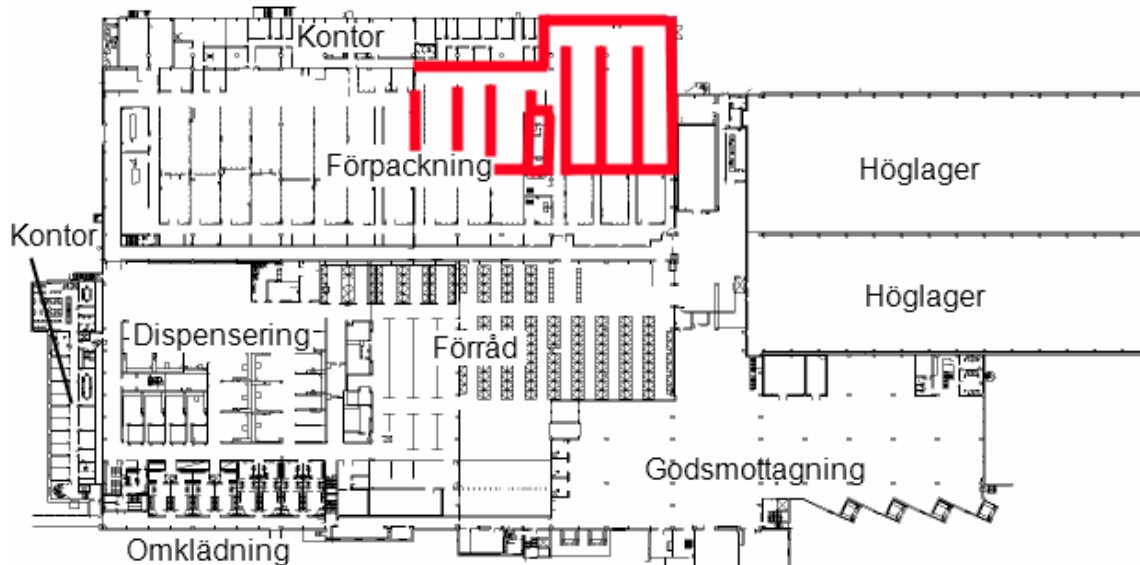 Kontor
Förpackning
Höglager
Kontor
Höglager
Dispensering
Förråd
Godsmottagning
Omklädning